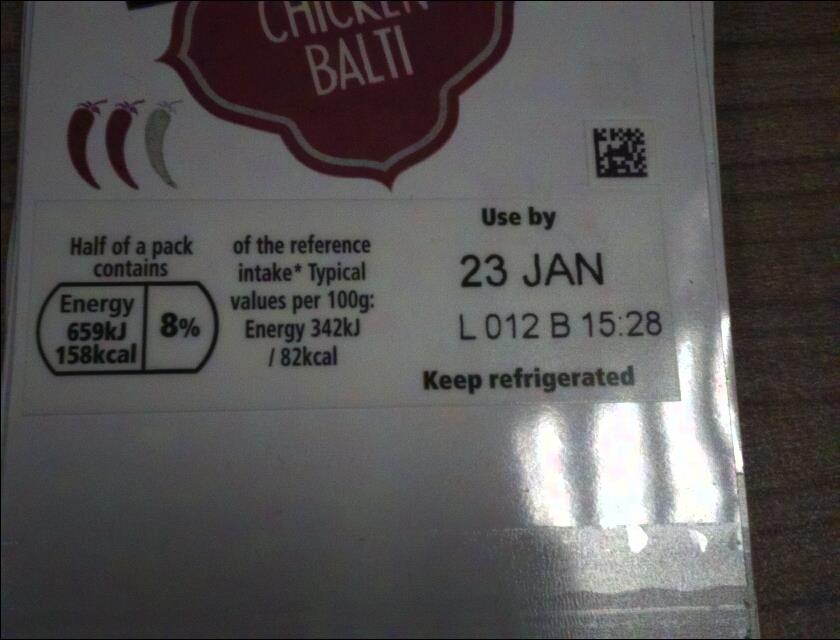 CHICKEN
BALTI
Use by
23 JAN
L 012 B 15:28
Keep refrigerated
Half of a pack
contains
Energy
659kJ
158kcal
8%
of the reference
intake* Typical
values per 100g:
Energy 342kJ
/ 82kcal